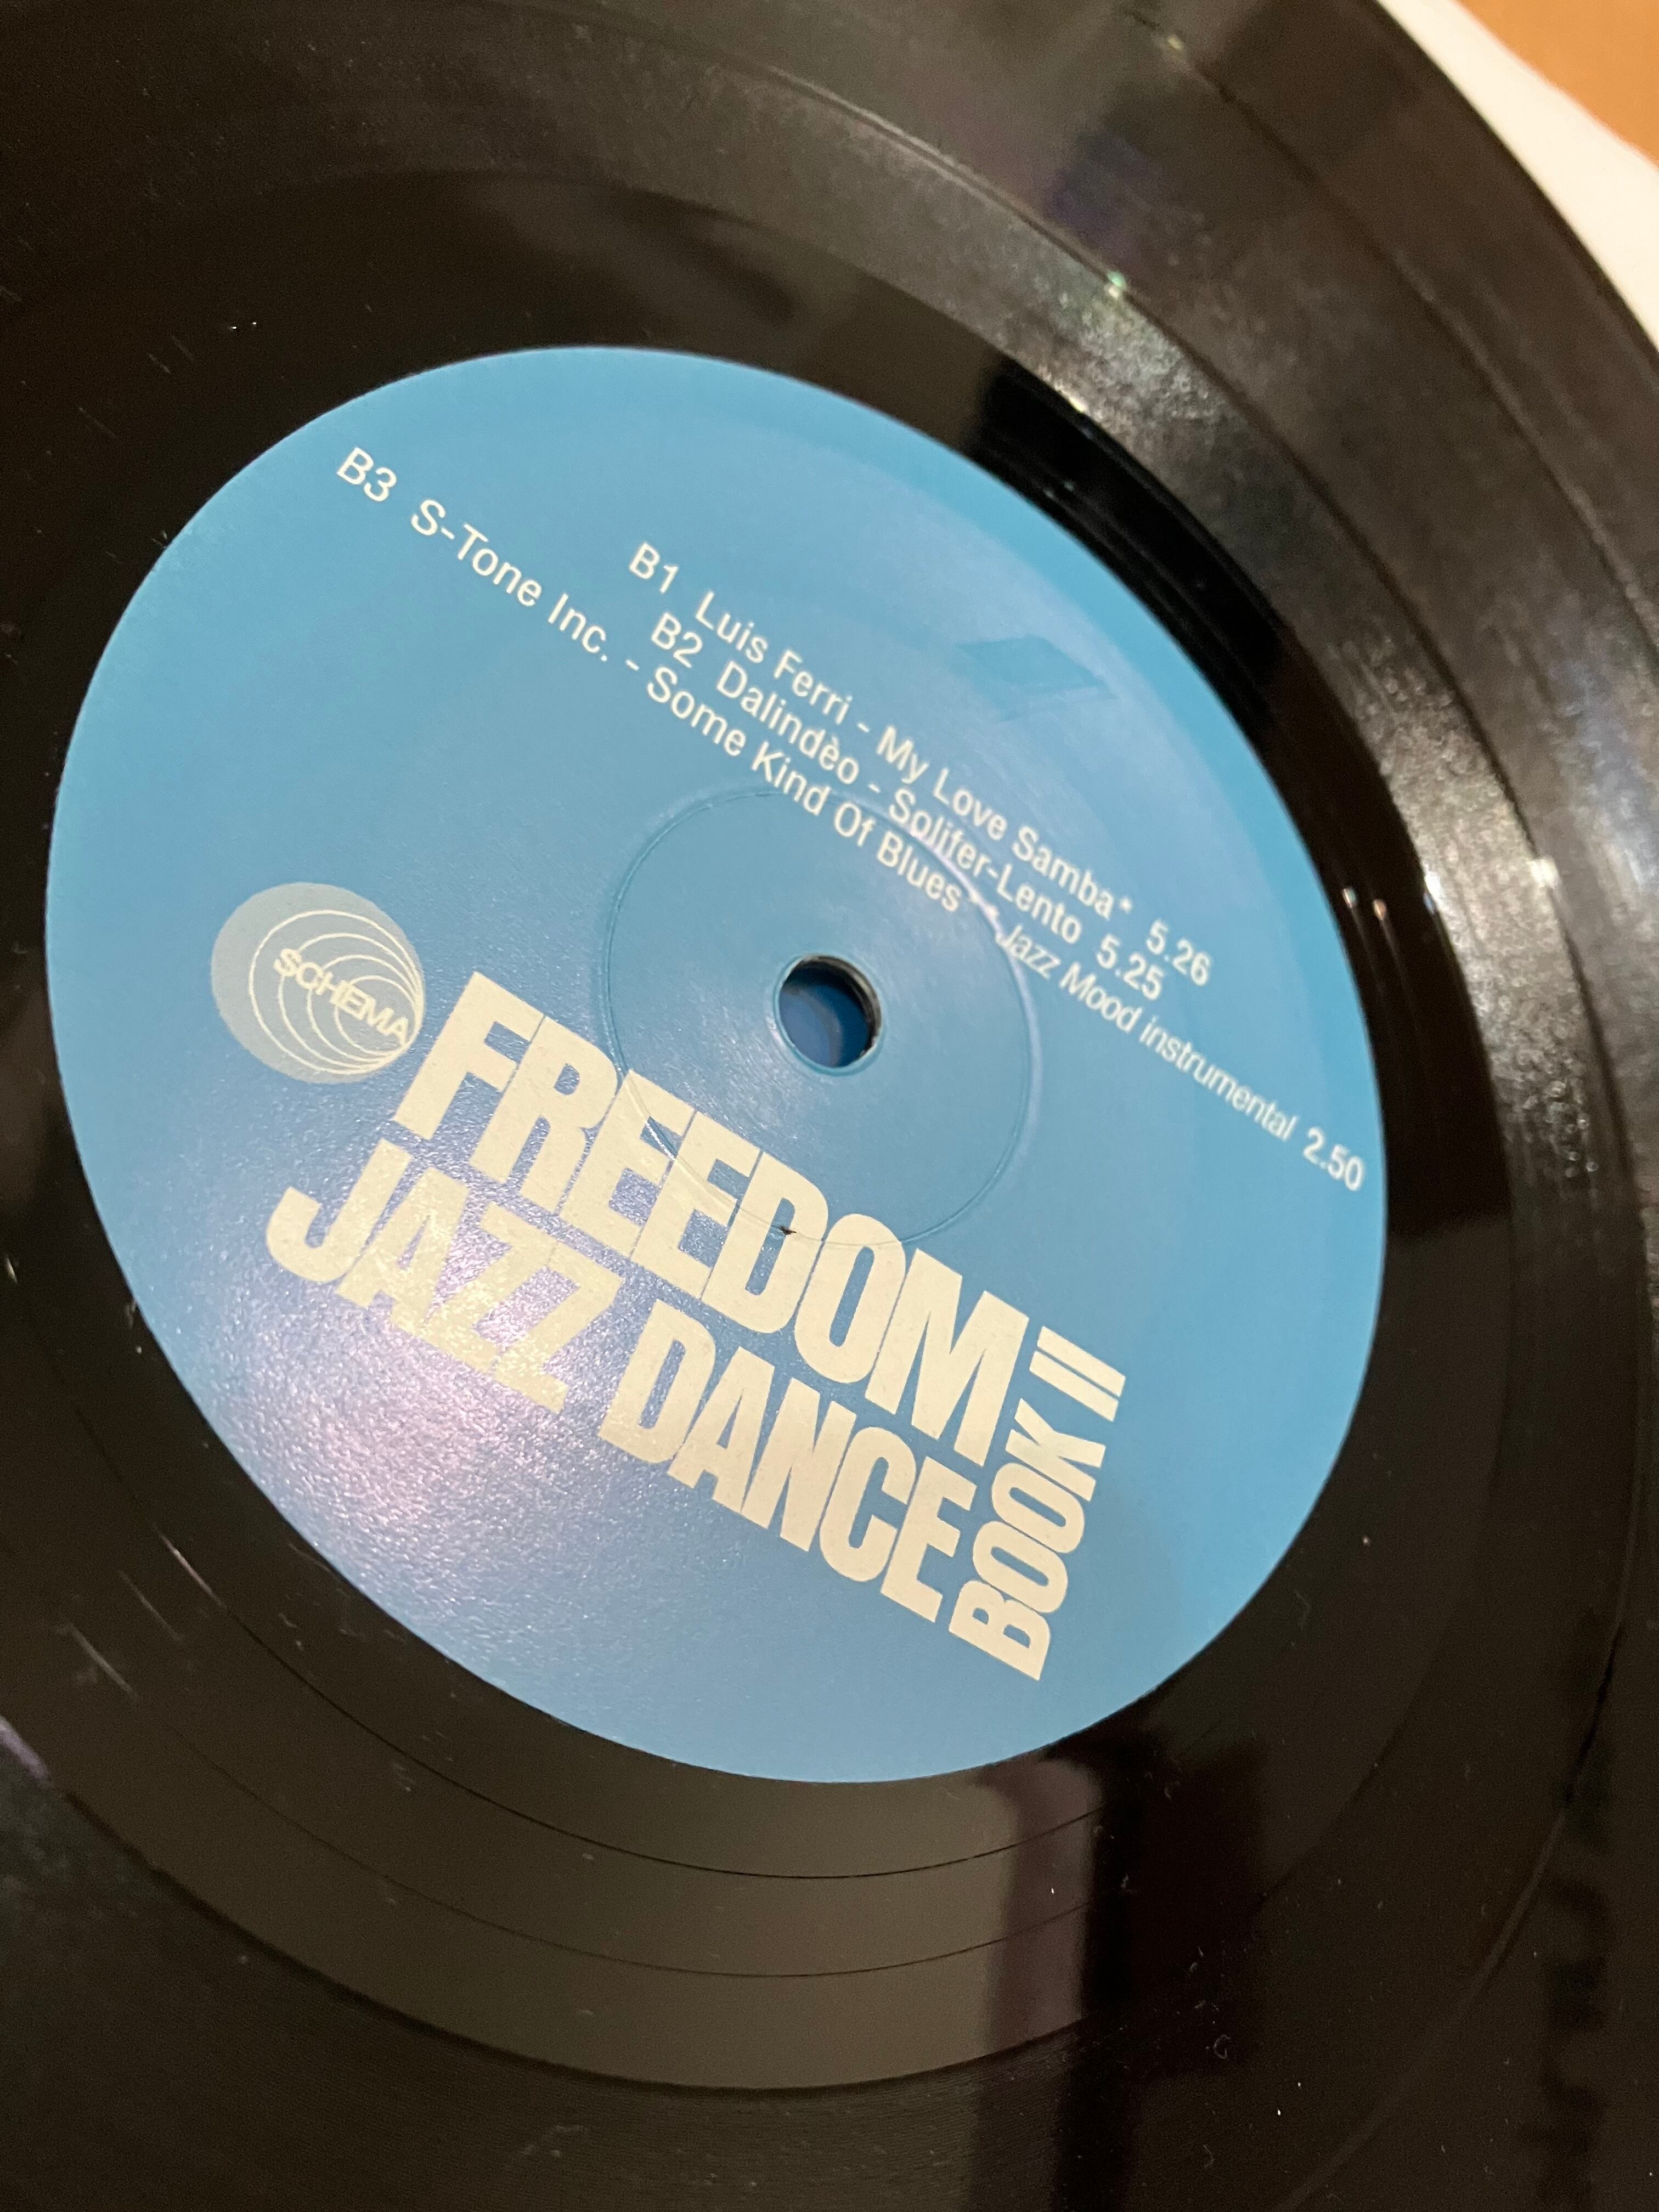 B1 Luis Ferri - My Love Samba* 5.26
B2 Dalindèo - Solifer-Lento 5.25
B3 S-Tone Inc. - Some Kind Of Blues - Jazz Mood instrumental 2.50
SCHEMA
FREEDOM
JAZZ DANCE
BOOK II